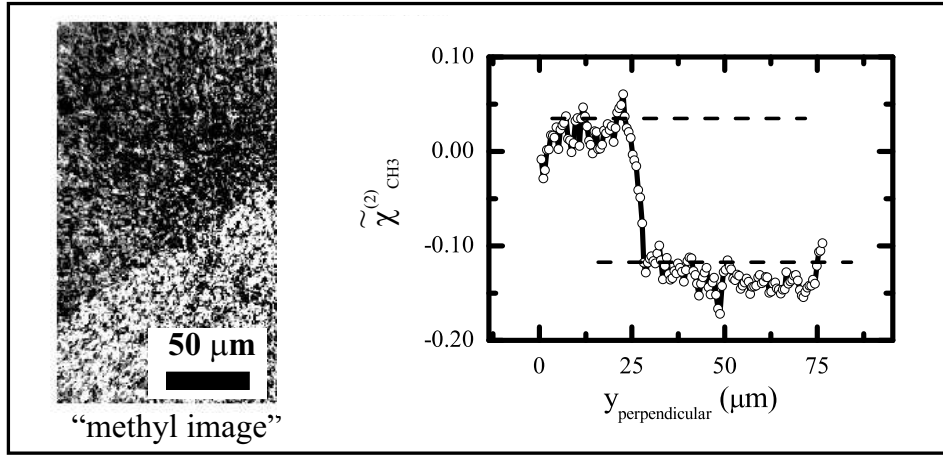 50 μm
“methyl image”
0.10
0.00
-0.10
-0.20
χ̃⁽²⁾ CH3
0
25
50
75
y perpendicular (μm)